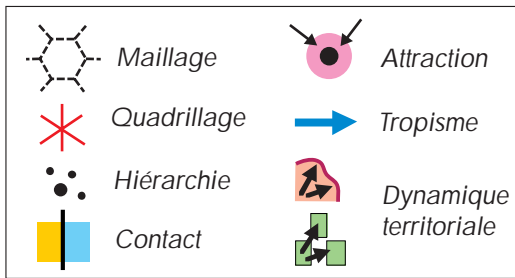 Maillage
Quadrillage
Hiérarchie
Contact
Attraction
Tropisme
Dynamique
territoriale